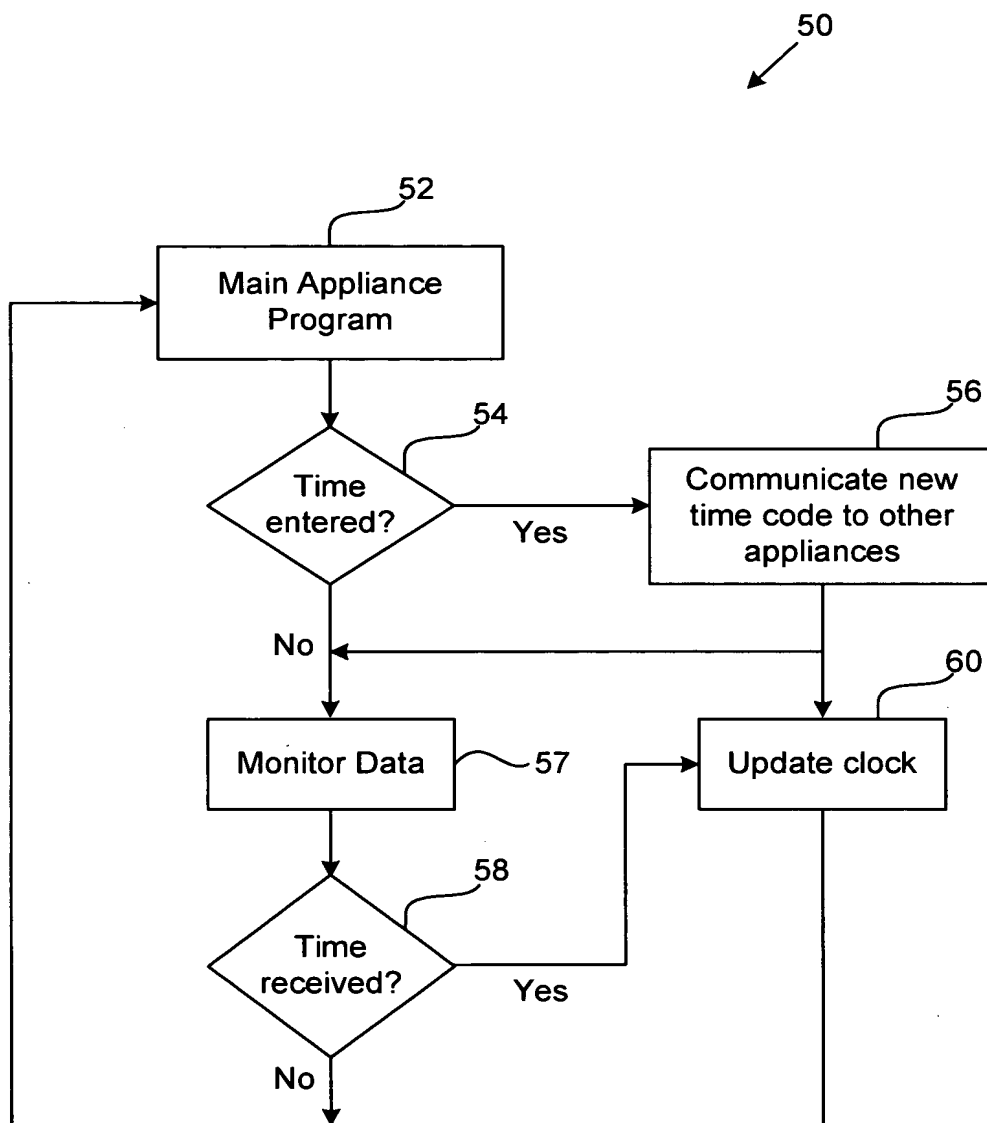 50
52
Main Appliance
Program
54
56
Time
entered?
Yes
Communicate new
time code to other
appliances
No
60
Monitor Data
57
Update clock
58
Time
received?
Yes
No